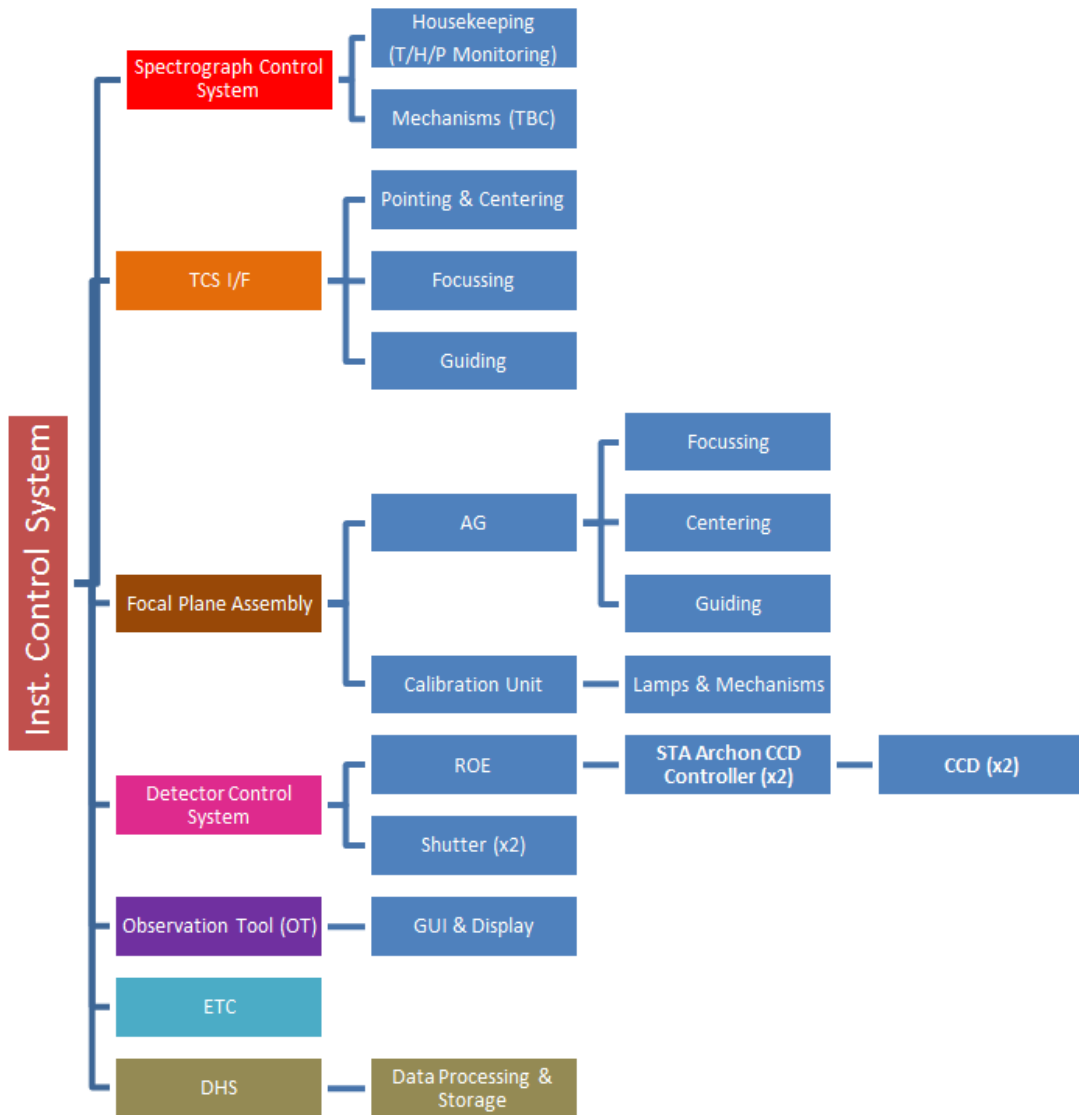 Inst. Control System
Spectrograph Control
System
Housekeeping
(T/H/P Monitoring)
Mechanisms (TBC)
TCS I/F
Pointing & Centering
Focussing
Guiding
Focal Plane Assembly
AG
Focussing
Centering
Guiding
Calibration Unit
Lamps & Mechanisms
Detector Control
System
ROE
STA Archon CCD
Controller (x2)
CCD (x2)
Shutter (x2)
Observation Tool (OT)
GUI & Display
ETC
DHS
Data Processing &
Storage